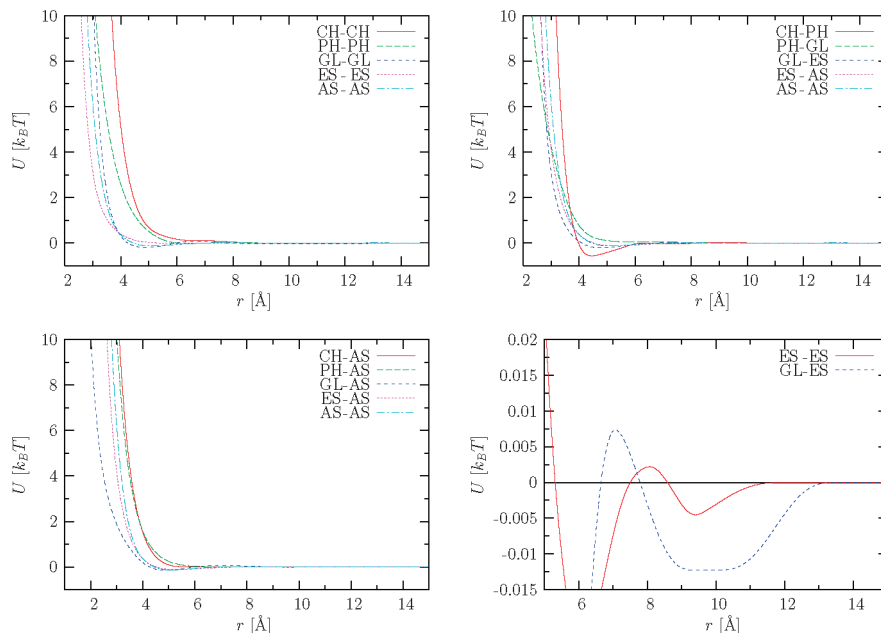 10
8
6
4
2
0
U [k_BT]
2 4 6 8 10 12 14
r [Å]
CH-CH
PH-PH
GL-GL
ES - ES
AS-AS
10
8
6
4
2
0
U [k_BT]
2 4 6 8 10 12 14
r [Å]
CH-PH
PH-GL
GL-ES
ES-AS
AS-AS
10
8
6
4
2
0
U [k_BT]
2 4 6 8 10 12 14
r [Å]
CH-AS
PH-AS
GL-AS
ES-AS
AS-AS
0.02
0.015
0.01
0.005
0
-0.005
-0.01
-0.015
U [k_BT]
6 8 10 12 14
r [Å]
ES-ES
GL-ES